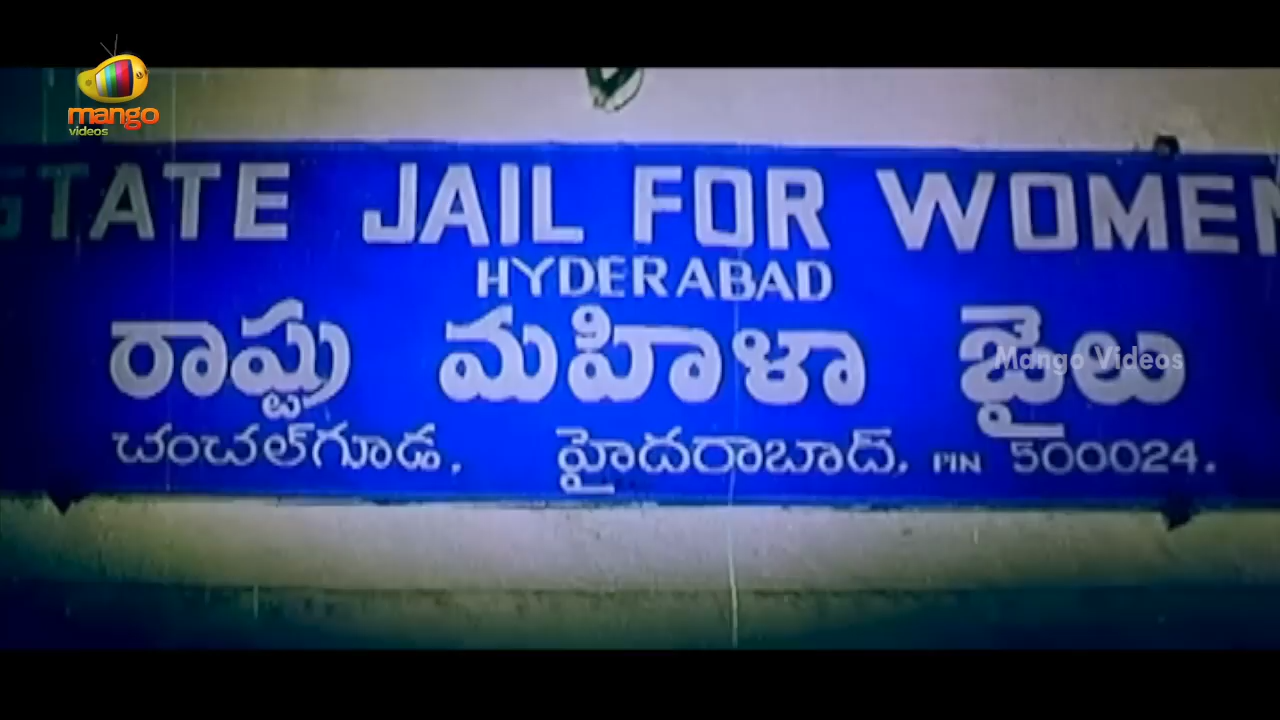 mango
videos
STATE JAIL FOR WOMEN
HYDERABAD
రాష్ట్ర మహిళా జైలు
Mango Videos
చంచల్‌గూడ, హైదరాబాద్, PIN 500024.